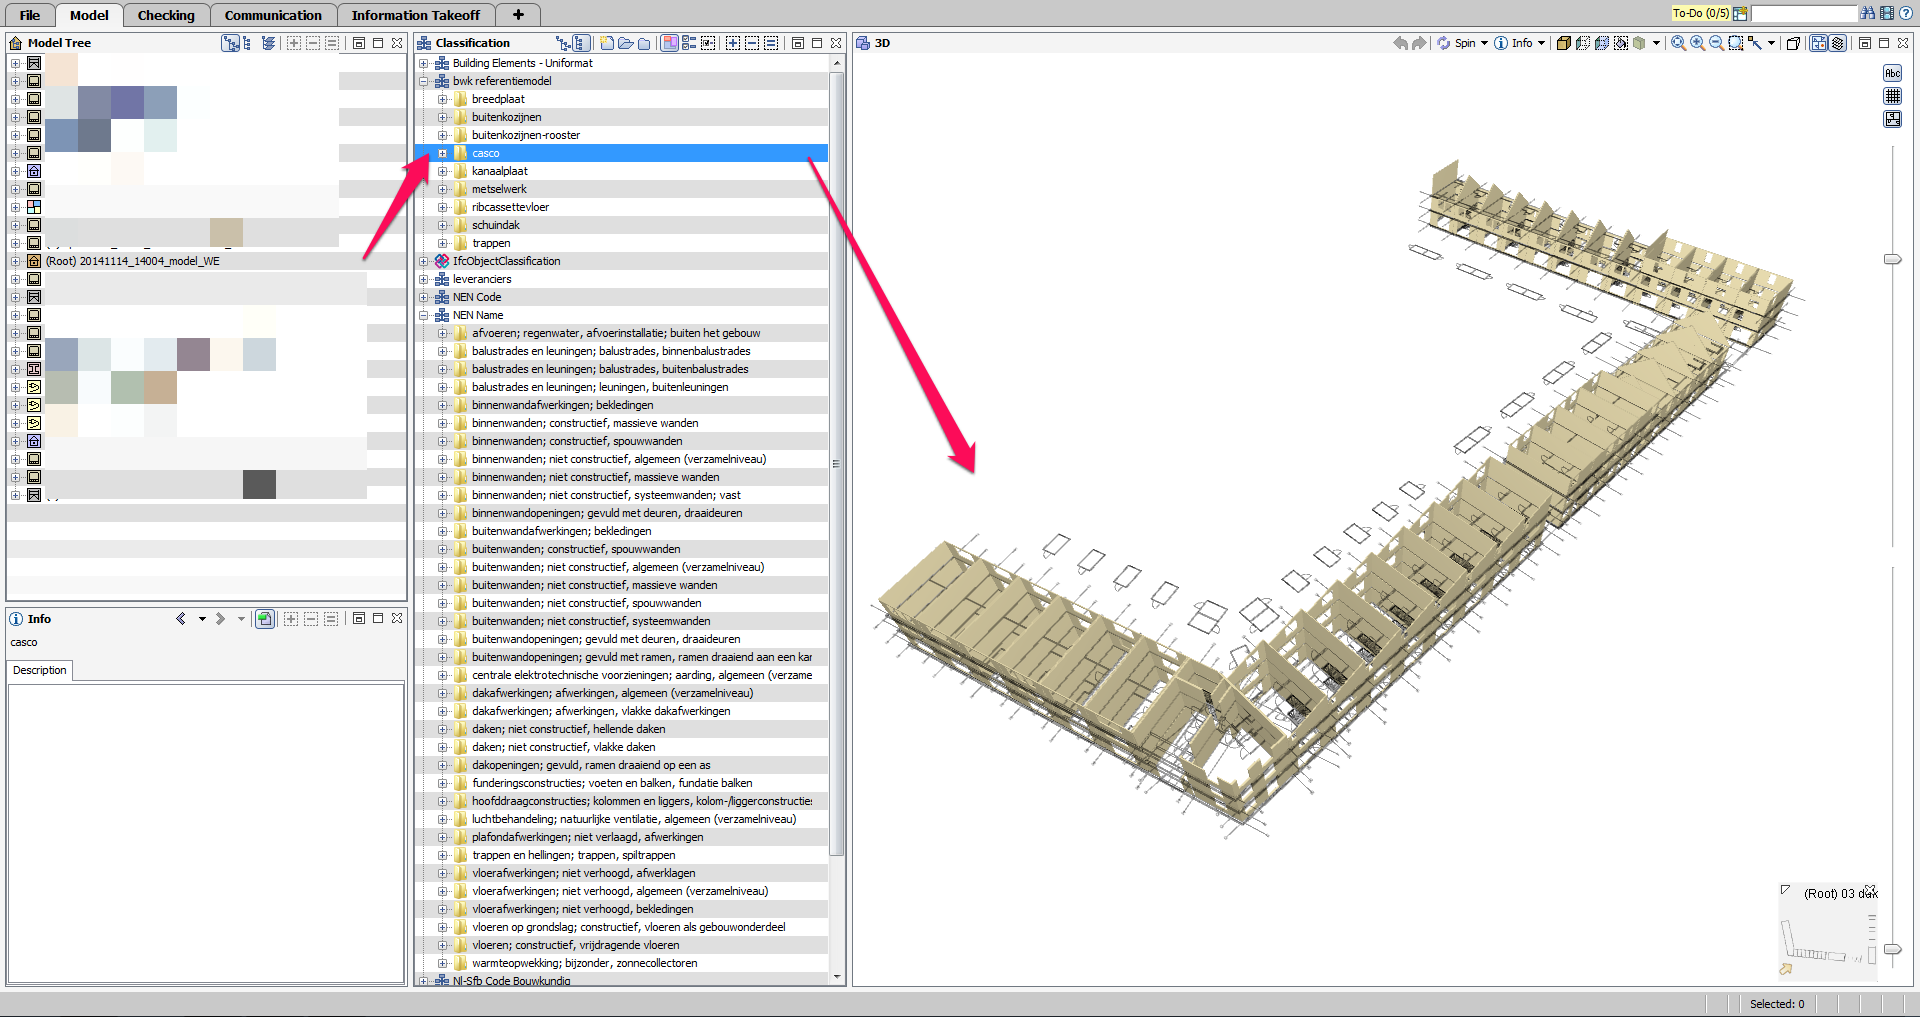 File Model Checking Communication Information Takeoff + To-Do (0/5)
Model Tree
(Root) 20141114_14004_model_WE
Info
casco
Description
Classification
Building Elements - Uniformat
bwk referentiemodel
breedplaat
buitenkozijnen
buitenkozijnen-rooster
casco
kanaalplaat
metselwerk
ribcassettevloer
schuindak
trappen
IfcObjectClassification
leveranciers
NEN Code
NEN Name
afvoeren; regenwater, afvoerinstallatie; buiten het gebouw
balustrades en leuningen; balustrades, binnenbalustrades
balustrades en leuningen; balustrades, buitenbalustrades
balustrades en leuningen; leuningen, buitenleuningen
binnenwandafwerkingen; bekledingen
binnenwanden; constructief, massieve wanden
binnenwanden; constructief, spouwwanden
binnenwanden; niet constructief, algemeen (verzamelniveau)
binnenwanden; niet constructief, massieve wanden
binnenwanden; niet constructief, systeemwanden; vast
binnenwandopeningen; gevuld met deuren, draaideuren
buitenwandafwerkingen; bekledingen
buitenwanden; constructief, spouwwanden
buitenwanden; niet constructief, algemeen (verzamelniveau)
buitenwanden; niet constructief, massieve wanden
buitenwanden; niet constructief, spouwwanden
buitenwanden; niet constructief, systeemwanden
buitenwandopeningen; gevuld met deuren, draaideuren
buitenwandopeningen; gevuld met ramen, ramen draaiend aan een kar
centrale elektrotechnische voorzieningen; aarding, algemeen (verzame
dakafwerkingen; afwerkingen, algemeen (verzamelniveau)
dakafwerkingen; afwerkingen, vlakke dakafwerkingen
daken; niet constructief, hellende daken
daken; niet constructief, vlakke daken
dakopeningen; gevuld, ramen draaiend op een as
funderingsconstructies; voeten en balken, fundatie balken
hoofddraagconstructies; kolommen en liggers, kolom-/liggerconstructie:
luchtbehandeling; natuurlijke ventilatie, algemeen (verzamelniveau)
plafondafwerkingen; niet verlaagd, afwerkingen
trappen en hellingen; trappen, spiltrappen
vloerafwerkingen; niet verhoogd, afwerklagen
vloerafwerkingen; niet verhoogd, algemeen (verzamelniveau)
vloerafwerkingen; niet verhoogd, bekledingen
vloeren op grondslag; constructief, vloeren als gebouwonderdeel
vloeren; constructief, vrijdragende vloeren
warmteopwekking; bijzonder, zonnecollectoren
Nl-Sfb Code Bouwkundig
3D Spin Info
Abc
(Root) 03 dak
Selected: 0